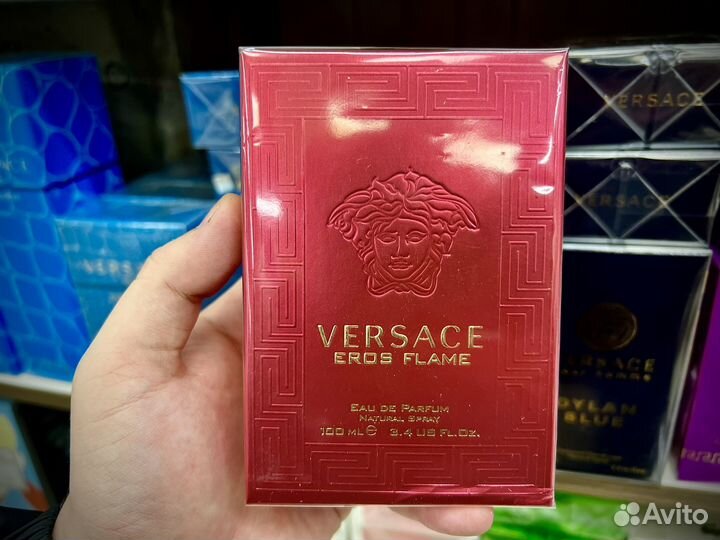 VERSACE
EROS FLAME
EAU DE PARFUM
NATURAL SPRAY
100 ML℮ 3.4 US FL.OZ.
VERSACE
VERSACE
VERSACE
DYLAN
BLUE
Avito